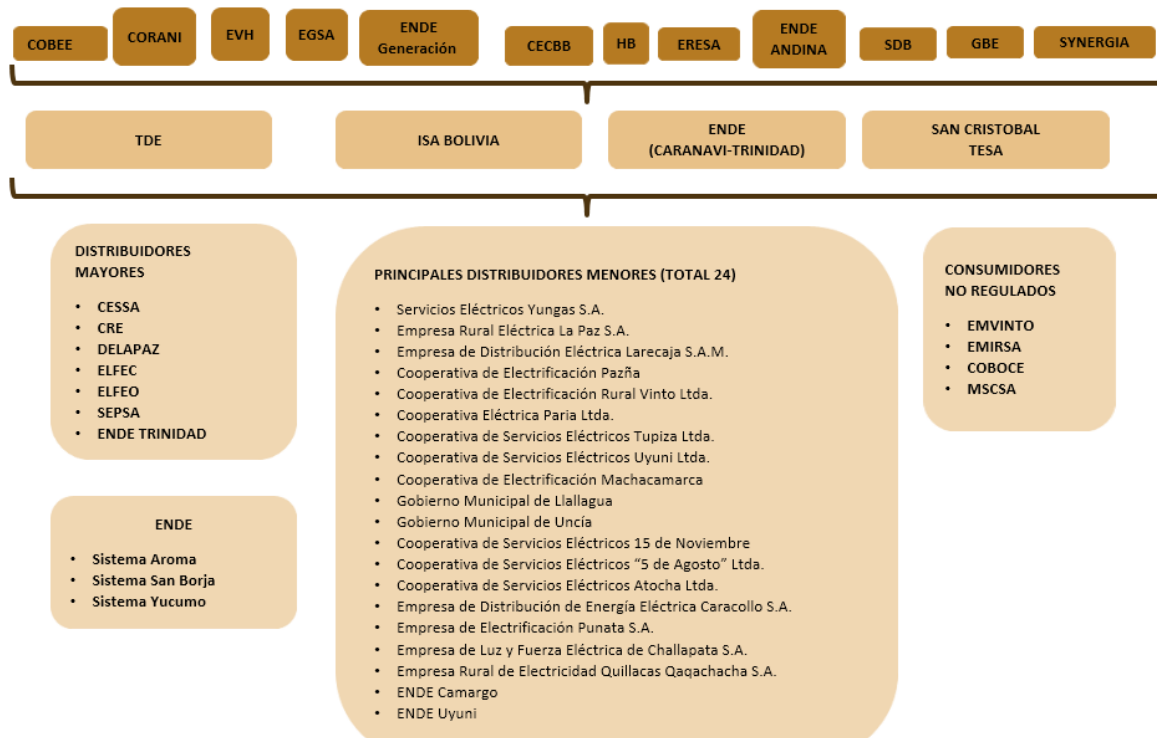 COBEE
CORANI
EVH
EGSA
ENDE
Generación
CECBB
HB
ERESA
ENDE
ANDINA
SDB
GBE
SYNERGIA
TDE
ISA BOLIVIA
ENDE
(CARANAVI-TRINIDAD)
SAN CRISTOBAL
TESA
DISTRIBUIDORES
MAYORES
• CESSA
• CRE
• DELAPAZ
• ELFEC
• ELFEO
• SEPSA
• ENDE TRINIDAD
ENDE
• Sistema Aroma
• Sistema San Borja
• Sistema Yucumo
PRINCIPALES DISTRIBUIDORES MENORES (TOTAL 24)
• Servicios Eléctricos Yungas S.A.
• Empresa Rural Eléctrica La Paz S.A.
• Empresa de Distribución Eléctrica Larecaja S.A.M.
• Cooperativa de Electrificación Pazña
• Cooperativa de Electrificación Rural Vinto Ltda.
• Cooperativa Eléctrica Paria Ltda.
• Cooperativa de Servicios Eléctricos Tupiza Ltda.
• Cooperativa de Servicios Eléctricos Uyuni Ltda.
• Cooperativa de Electrificación Machacamarca
• Gobierno Municipal de Llallagua
• Gobierno Municipal de Uncía
• Cooperativa de Servicios Eléctricos 15 de Noviembre
• Cooperativa de Servicios Eléctricos “5 de Agosto” Ltda.
• Cooperativa de Servicios Eléctricos Atocha Ltda.
• Empresa de Distribución de Energía Eléctrica Caracollo S.A.
• Empresa de Electrificación Punata S.A.
• Empresa de Luz y Fuerza Eléctrica de Challapata S.A.
• Empresa Rural de Electricidad Quillacas Qaqachacha S.A.
• ENDE Camargo
• ENDE Uyuni
CONSUMIDORES
NO REGULADOS
• EMVINTO
• EMIRSA
• COBOCE
• MSCSA